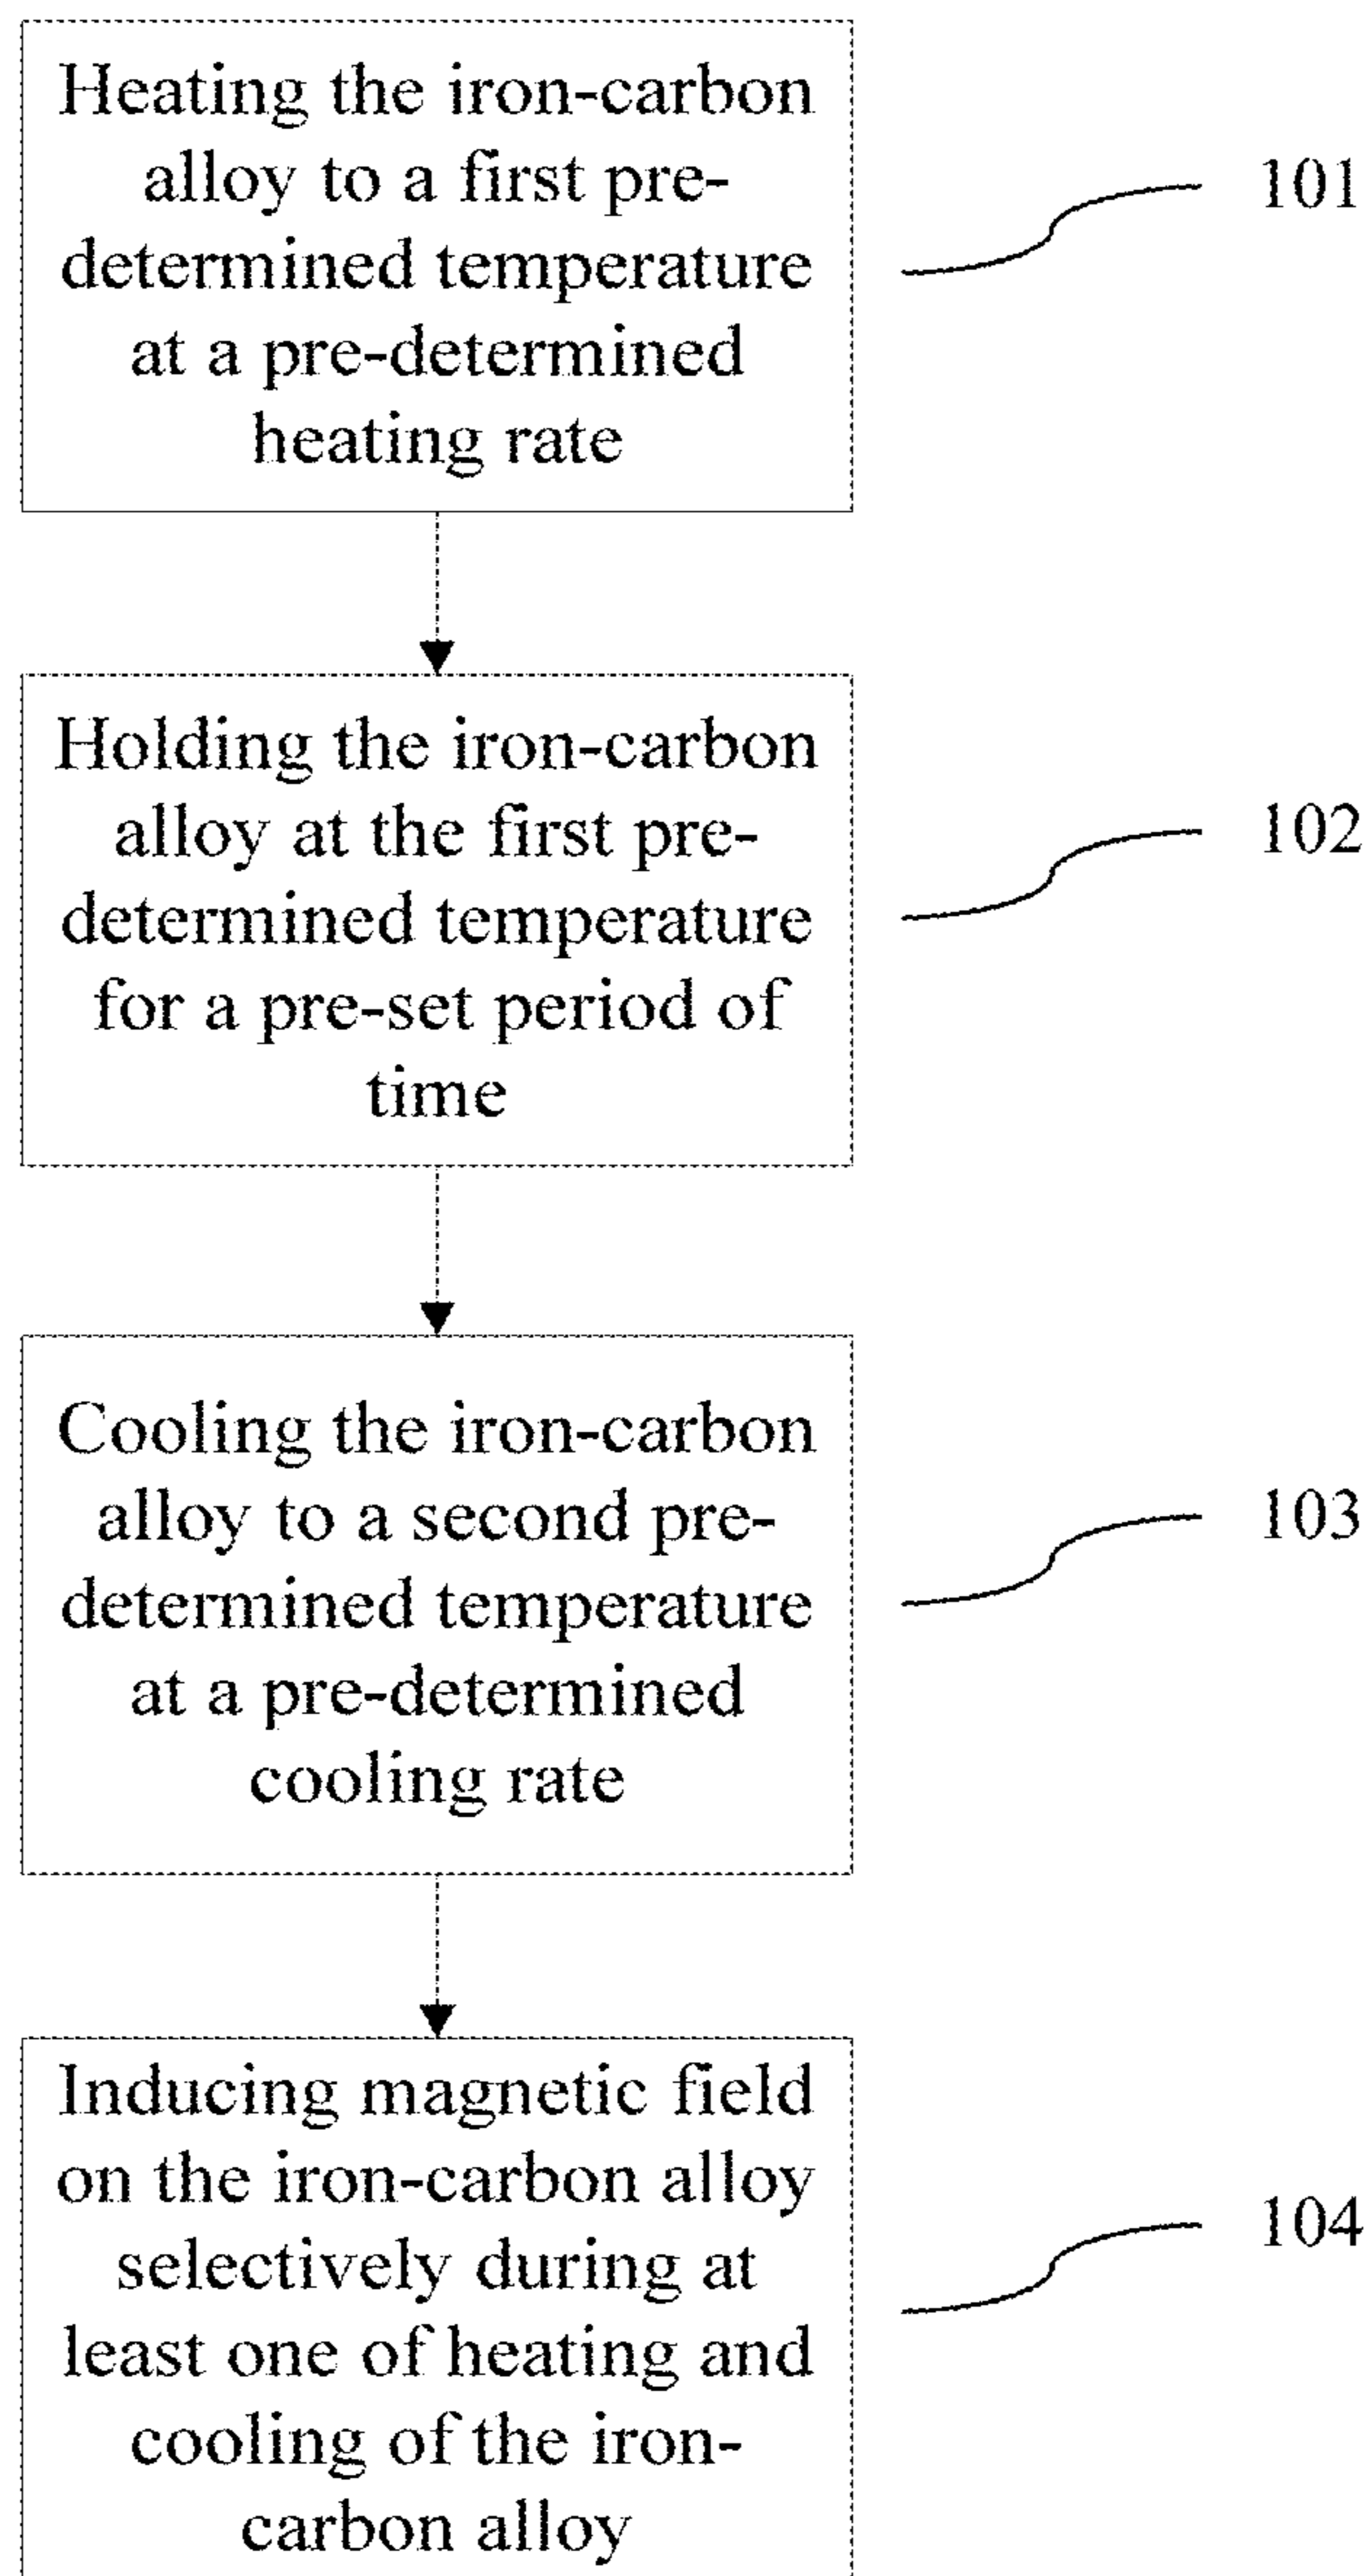 Heating the iron-carbon
alloy to a first pre-
determined temperature
at a pre-determined
heating rate
101
Holding the iron-carbon
alloy at the first pre-
determined temperature
for a pre-set period of
time
102
Cooling the iron-carbon
alloy to a second pre-
determined temperature
at a pre-determined
cooling rate
103
Inducing magnetic field
on the iron-carbon alloy
selectively during at
least one of heating and
cooling of the iron-
carbon alloy
104